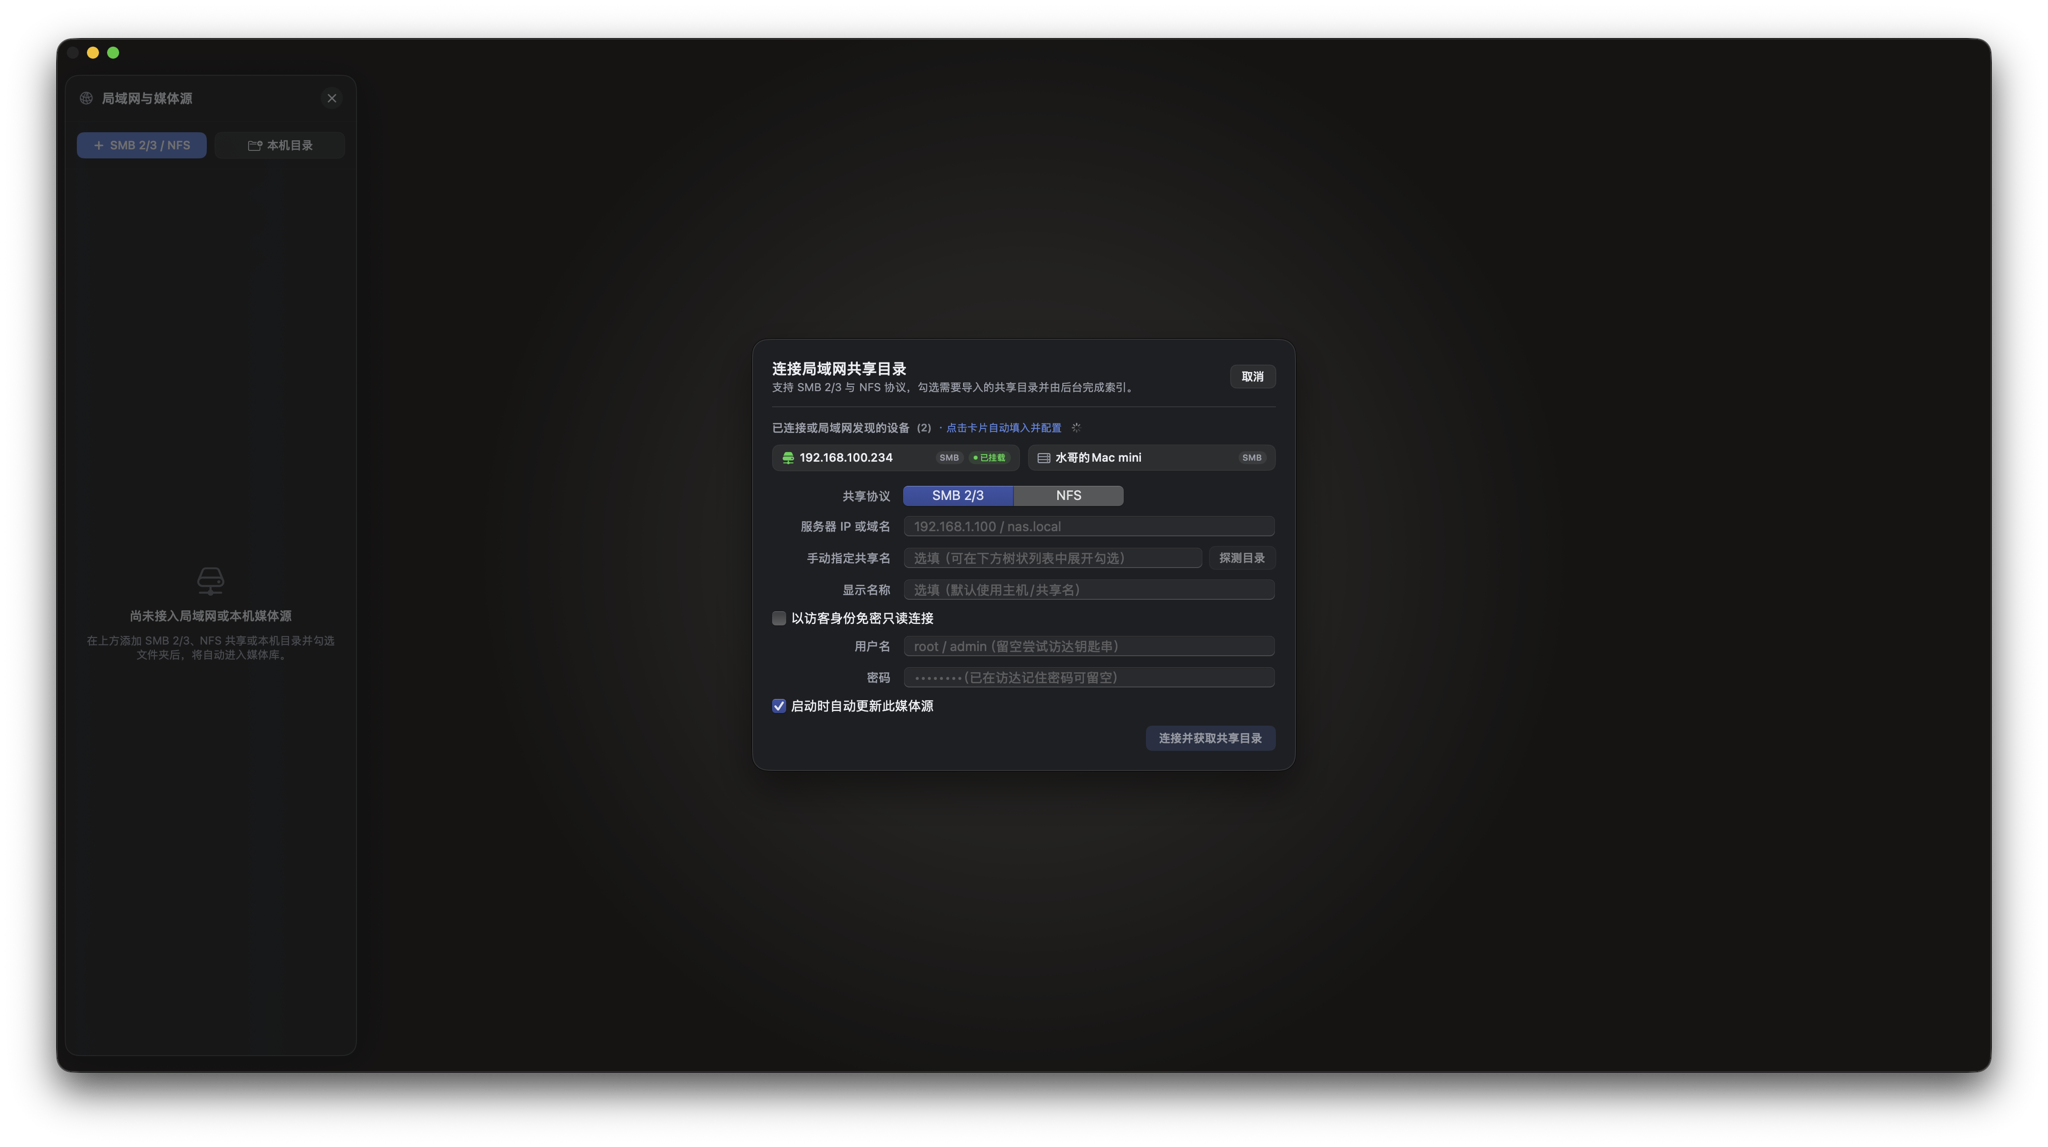 局域网与媒体源
+ SMB 2/3 / NFS
本机目录
尚未接入局域网或本机媒体源
在上方添加 SMB 2/3、NFS 共享或本机目录并勾选
文件夹后，将自动进入媒体库。
连接局域网共享目录
支持 SMB 2/3 与 NFS 协议，勾选需要导入的共享目录并由后台完成索引。
取消
已连接或局域网发现的设备 (2) · 点击卡片自动填入并配置
192.168.100.234 SMB 已挂载
水哥的Mac mini SMB
共享协议 SMB 2/3 NFS
服务器 IP 或域名 192.168.1.100 / nas.local
手动指定共享名 选填（可在下方树状列表中展开勾选） 探测目录
显示名称 选填（默认使用主机/共享名）
以访客身份免密只读连接
用户名 root / admin (留空尝试访达钥匙串)
密码 ••••••••(已在访达记住密码可留空)
启动时自动更新此媒体源
连接并获取共享目录